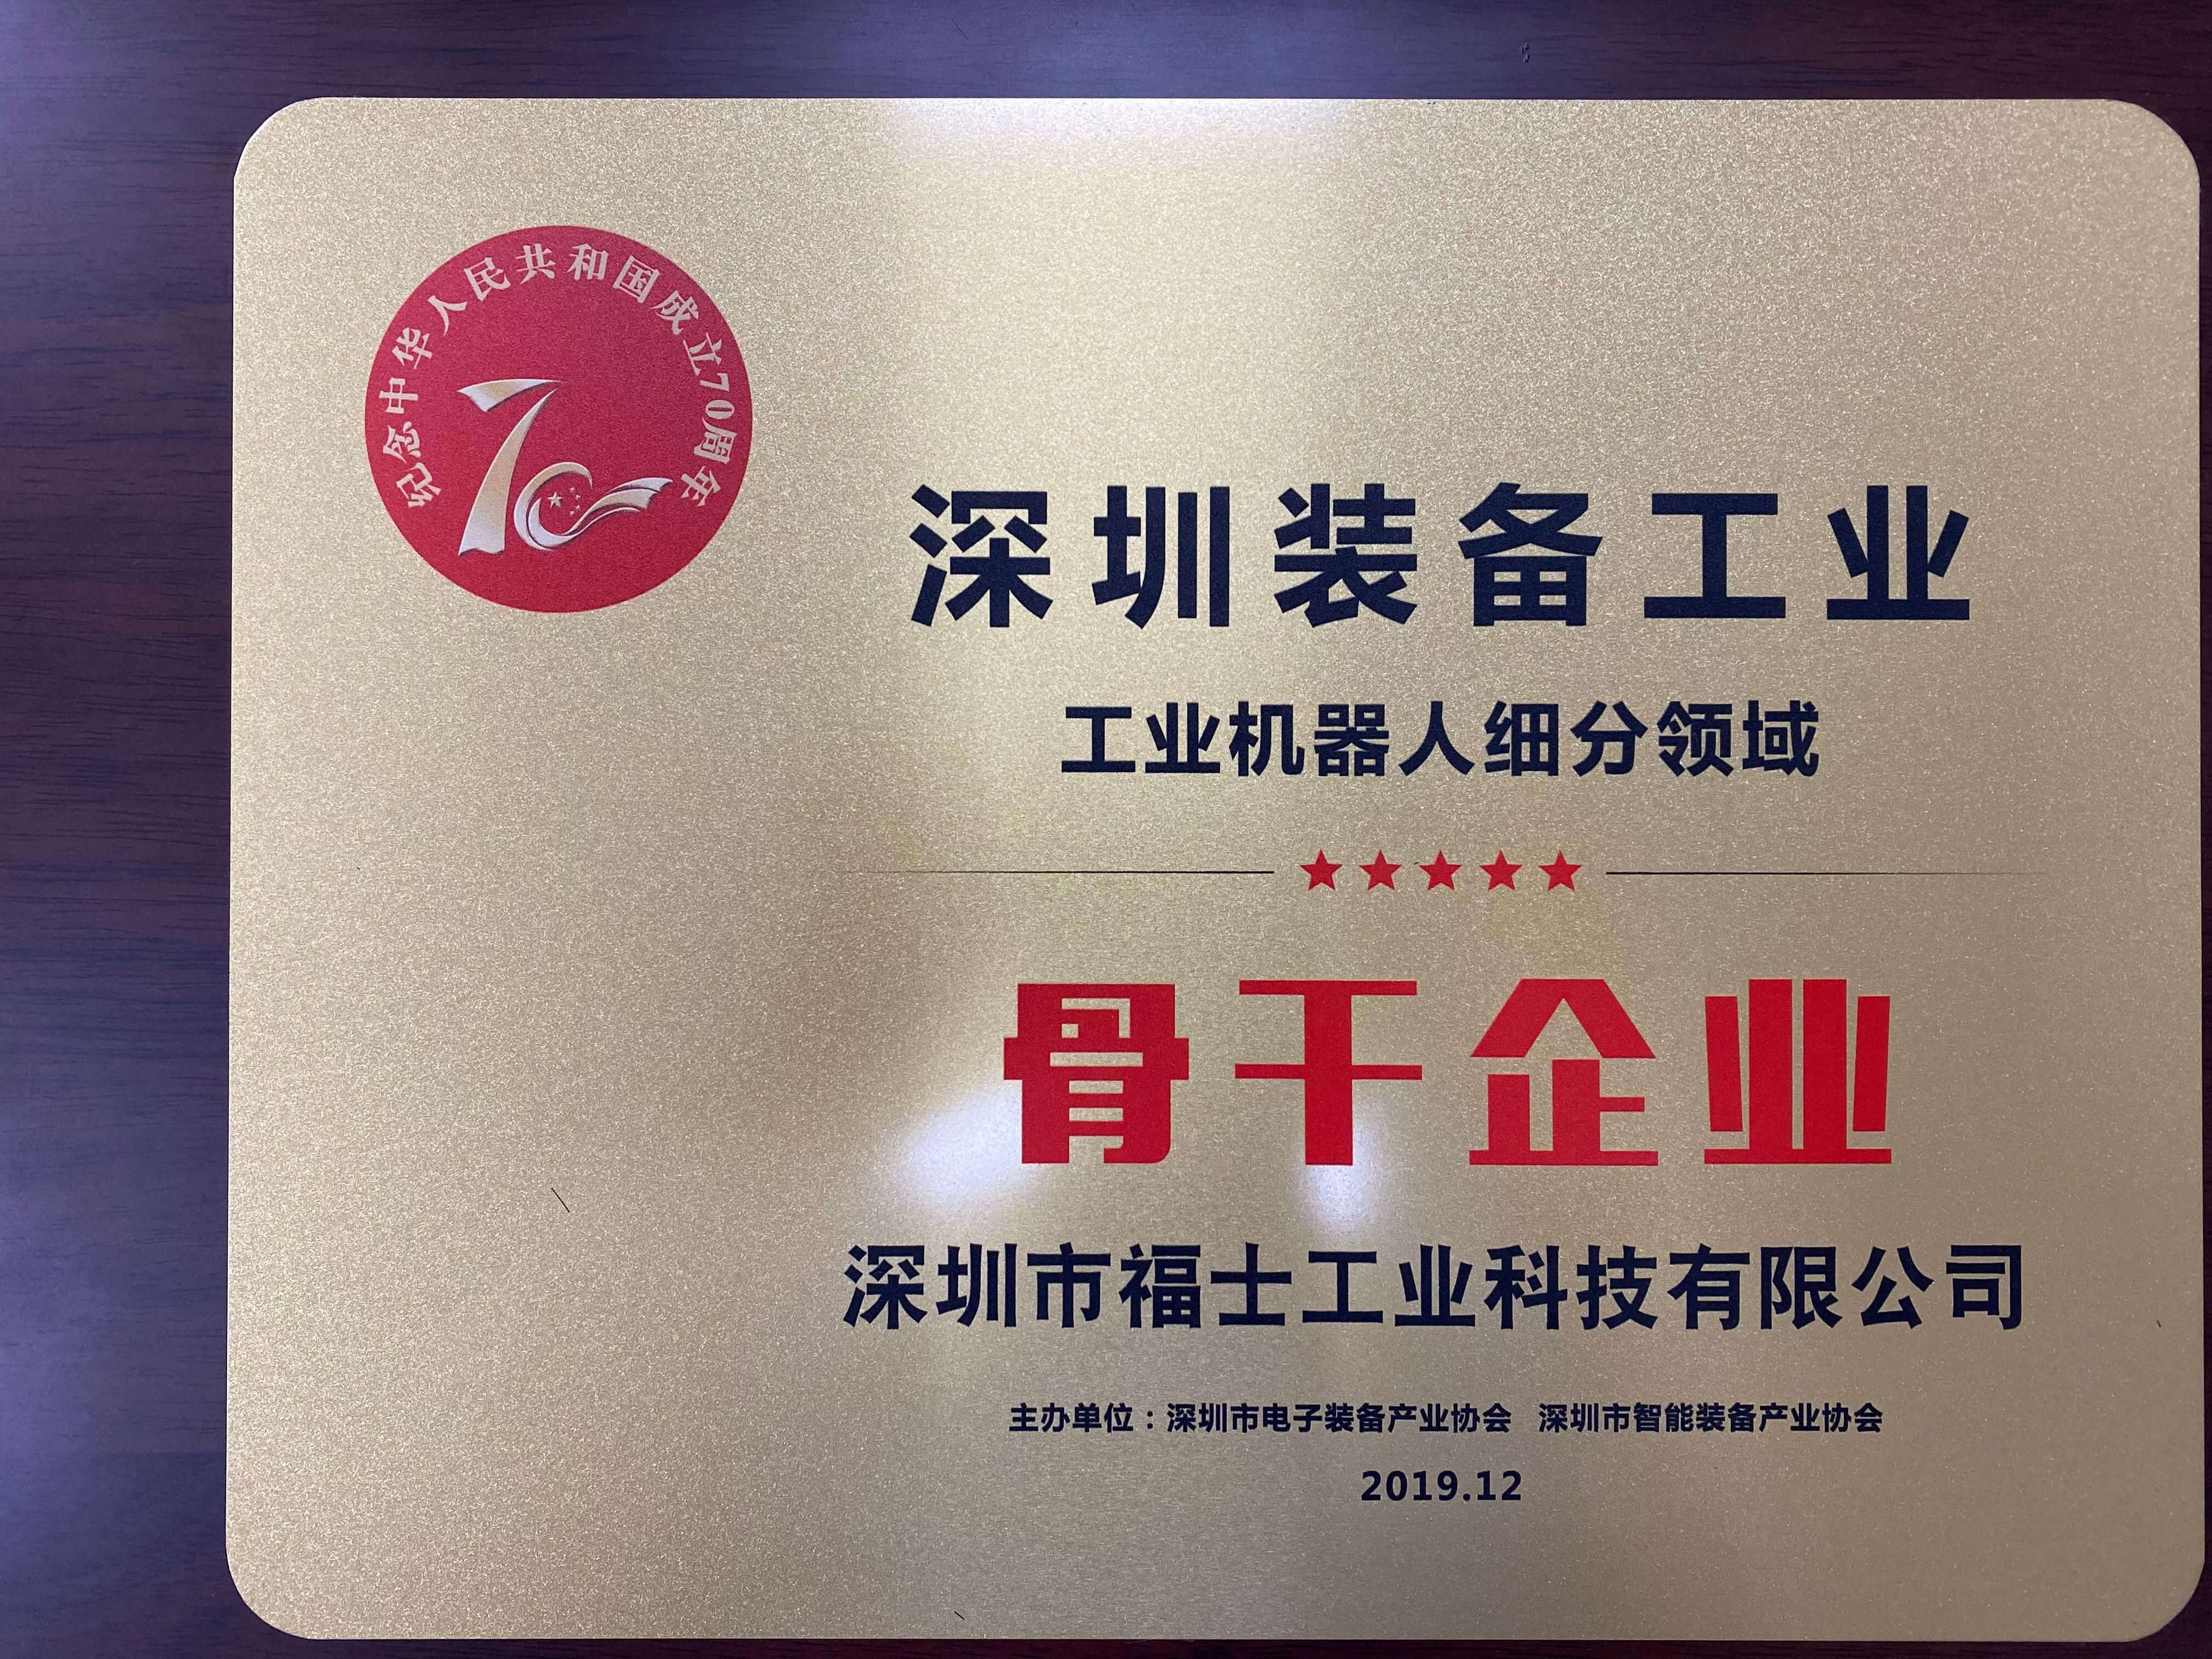 纪念中华人民共和国成立70周年
70
深圳装备工业
工业机器人细分领域
骨干企业
深圳市福士工业科技有限公司
主办单位：深圳市电子装备产业协会 深圳市智能装备产业协会
2019.12